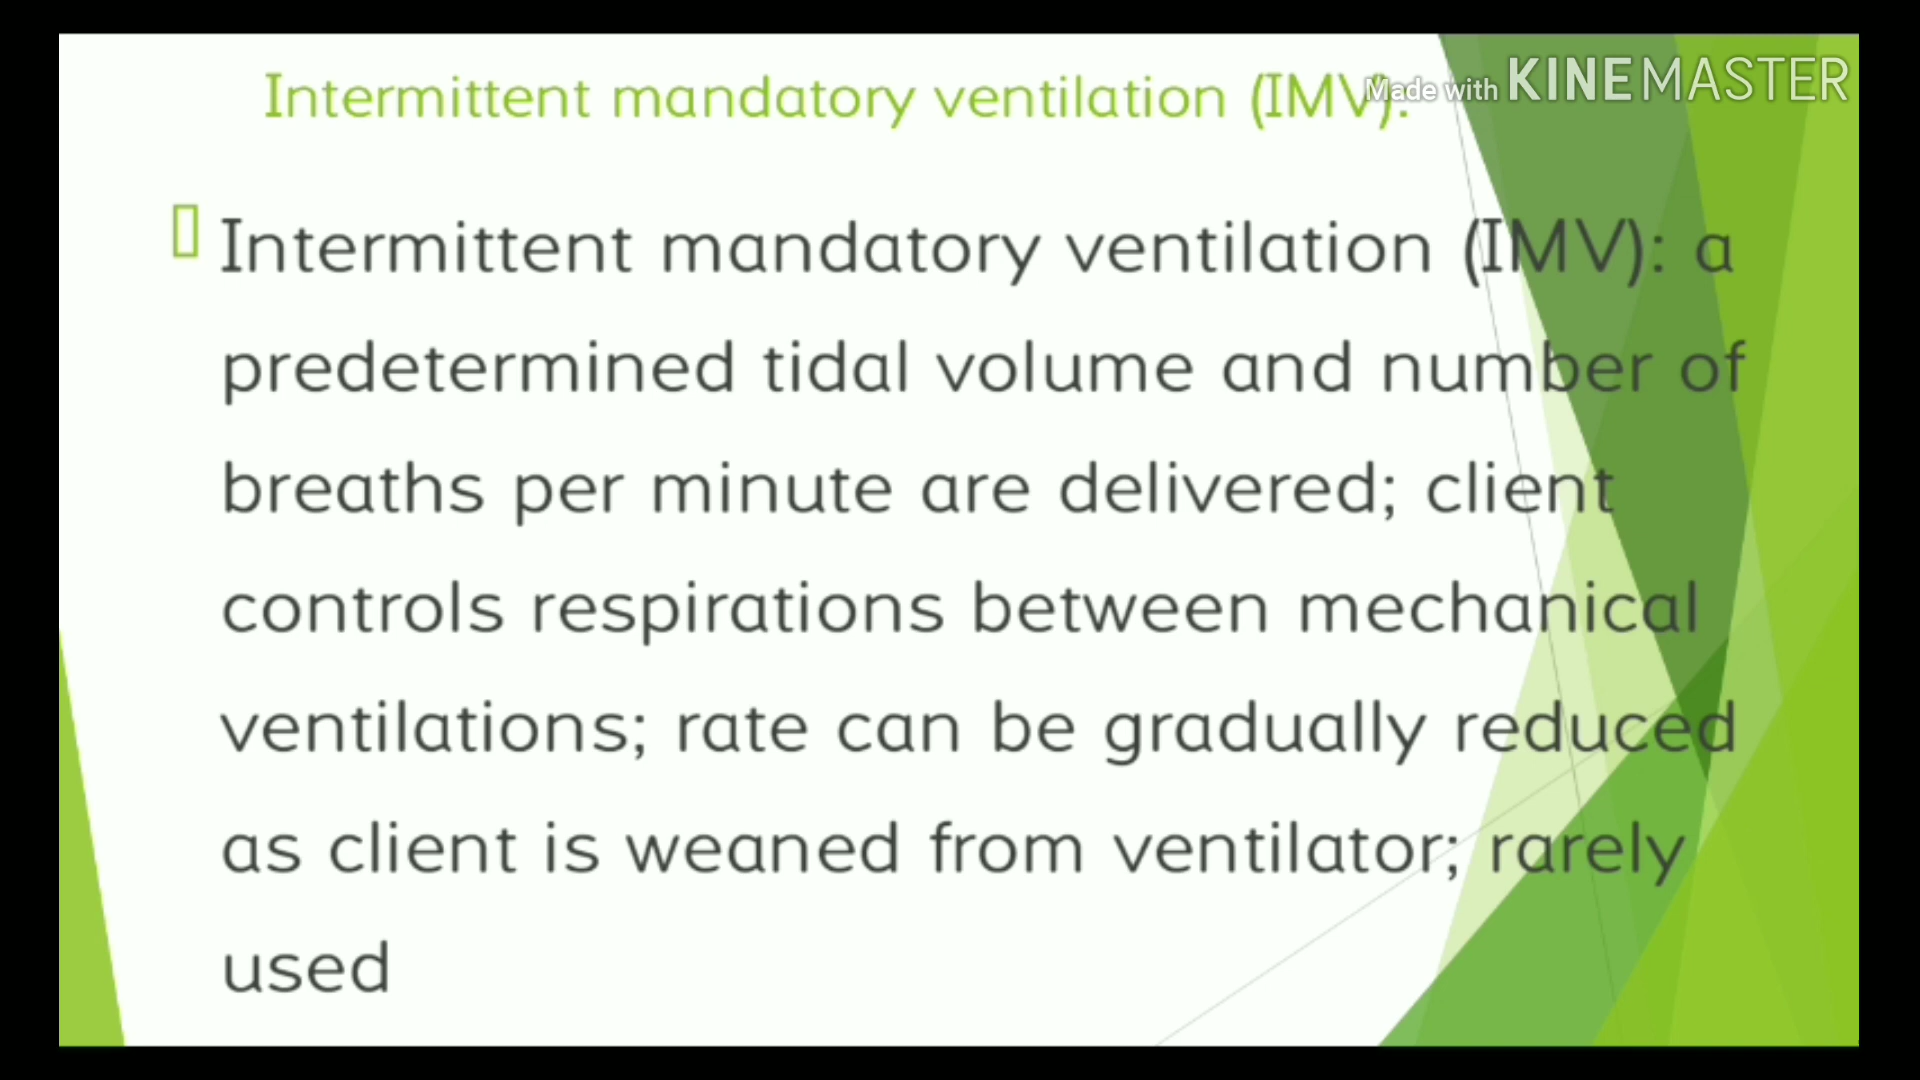 Intermittent mandatory ventilation (IMV):
Made with KINEMASTER
Intermittent mandatory ventilation (IMV): a
predetermined tidal volume and number of
breaths per minute are delivered; client
controls respirations between mechanical
ventilations; rate can be gradually reduced
as client is weaned from ventilator; rarely
used